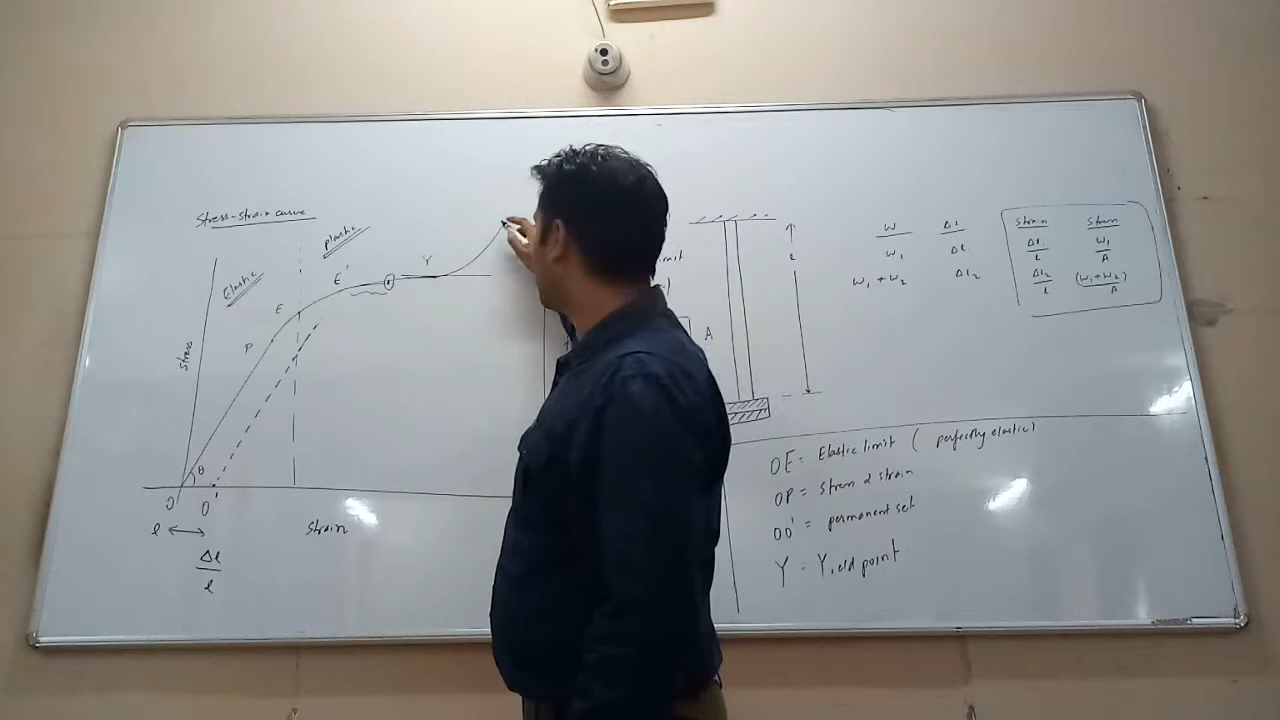 Stress-strain curve
Elastic
plastic
stress
P
E
E'
Y
θ
O
O'
l
Δl
l
strain
imit
)
A
l
W Δl
W₁ Δl
W₁ + W₂ Δl₂
Strain Stress
Δl/l W₁/A
Δl₂/l (W₁+W₂)/A
OE = Elastic limit ( perfectly elastic)
OP = Stress α strain
OO' = permanent set
Y = Yield point